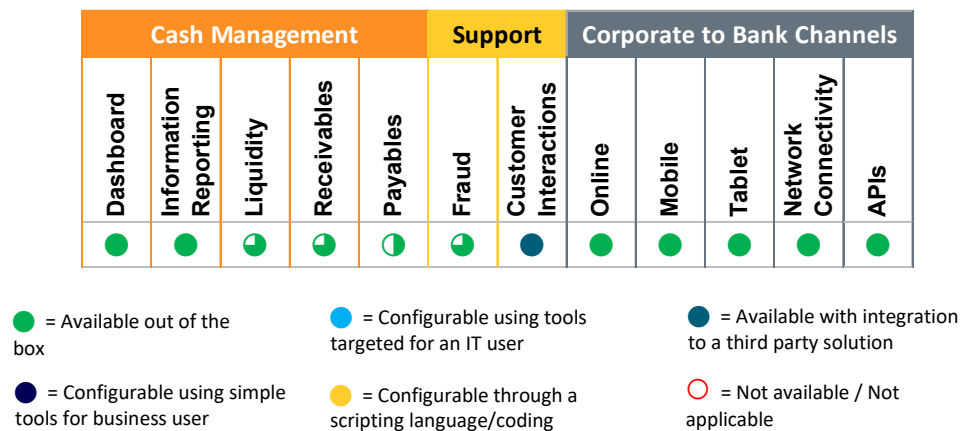 Cash Management
Support
Corporate to Bank Channels
Dashboard
Information
Reporting
Liquidity
Receivables
Payables
Fraud
Customer
Interactions
Online
Mobile
Tablet
Network
Connectivity
APIs
= Available out of the
box
= Configurable using tools
targeted for an IT user
= Available with integration
to a third party solution
= Configurable using simple
tools for business user
= Configurable through a
scripting language/coding
= Not available / Not
applicable